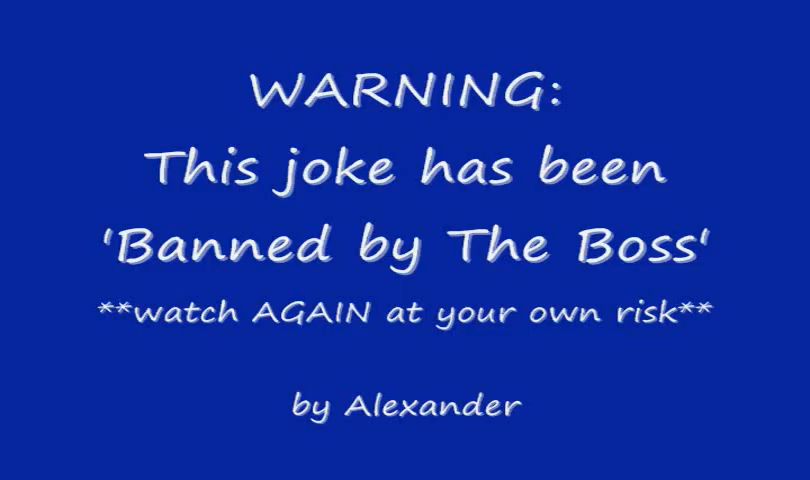 WARNING:
This joke has been
'Banned by The Boss'
**watch AGAIN at your own risk**
by Alexander